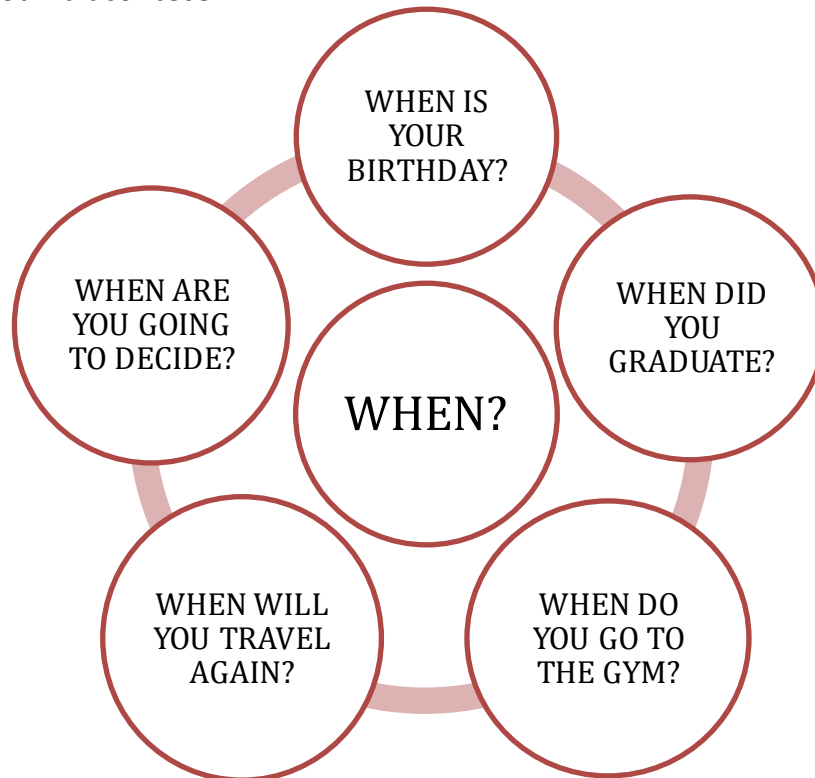 WHEN IS
YOUR
BIRTHDAY?
WHEN DID
YOU
GRADUATE?
WHEN DO
YOU GO TO
THE GYM?
WHEN WILL
YOU TRAVEL
AGAIN?
WHEN ARE
YOU GOING
TO DECIDE?
WHEN?